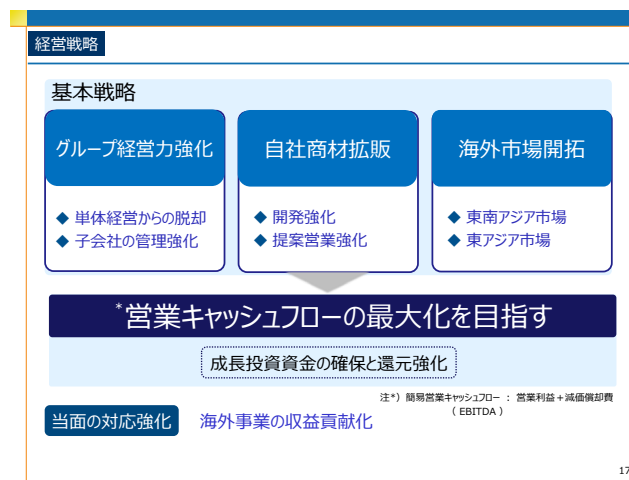 経営戦略
基本戦略
グループ経営力強化
◆ 単体経営からの脱却
◆ 子会社の管理強化
自社商材拡販
◆ 開発強化
◆ 提案営業強化
海外市場開拓
◆ 東南アジア市場
◆ 東アジア市場
*営業キャッシュフローの最大化を目指す
成長投資資金の確保と還元強化
注*）簡易営業キャッシュフロー ： 営業利益＋減価償却費
（ EBITDA ）
当面の対応強化
海外事業の収益貢献化
17